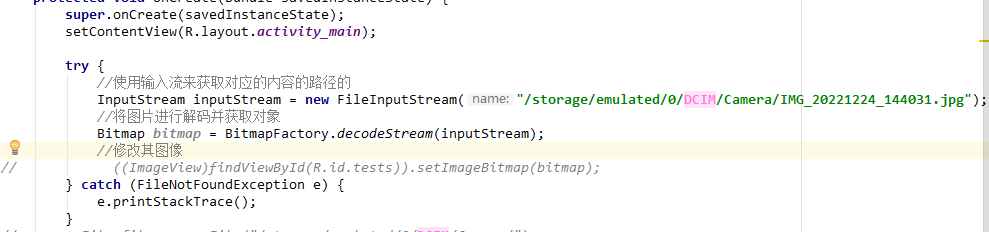 protected void onCreate(Bundle savedInstanceState) {
super.onCreate(savedInstanceState);
setContentView(R.layout.activity_main);
try {
//使用输入流来获取对应的内容的路径的
InputStream inputStream = new FileInputStream( name: "/storage/emulated/0/DCIM/Camera/IMG_20221224_144031.jpg");
//将图片进行解码并获取对象
Bitmap bitmap = BitmapFactory.decodeStream(inputStream);
//修改其图像
// ((ImageView)findViewById(R.id.tests)).setImageBitmap(bitmap);
} catch (FileNotFoundException e) {
e.printStackTrace();
}